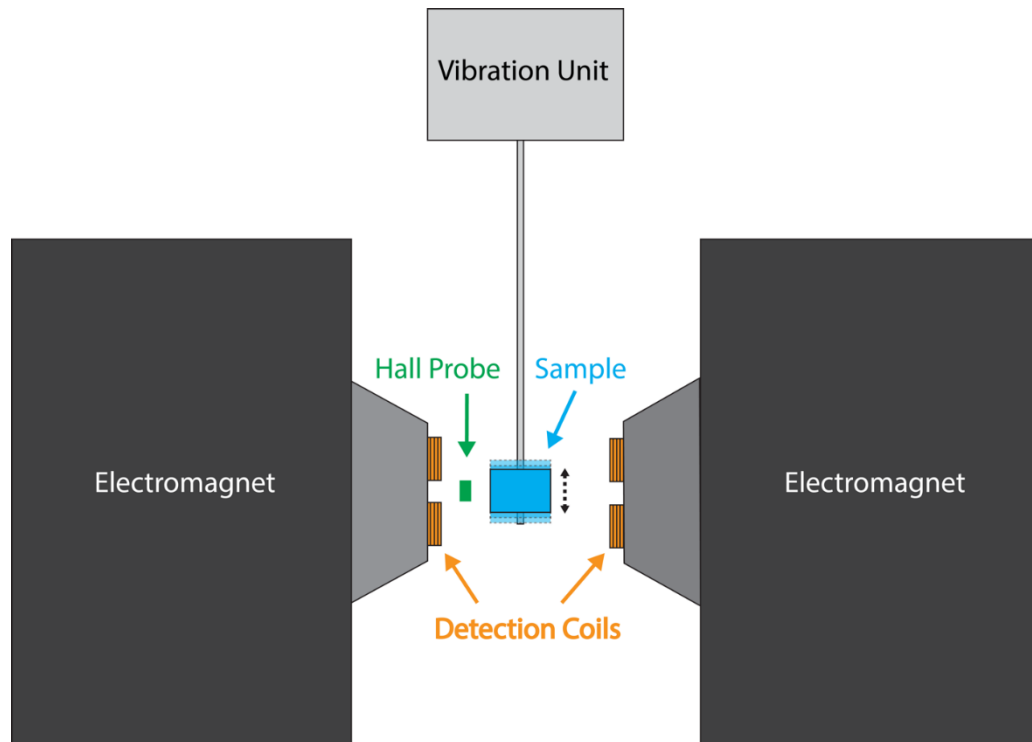 Vibration Unit
Hall Probe
Sample
Electromagnet
Electromagnet
Detection Coils